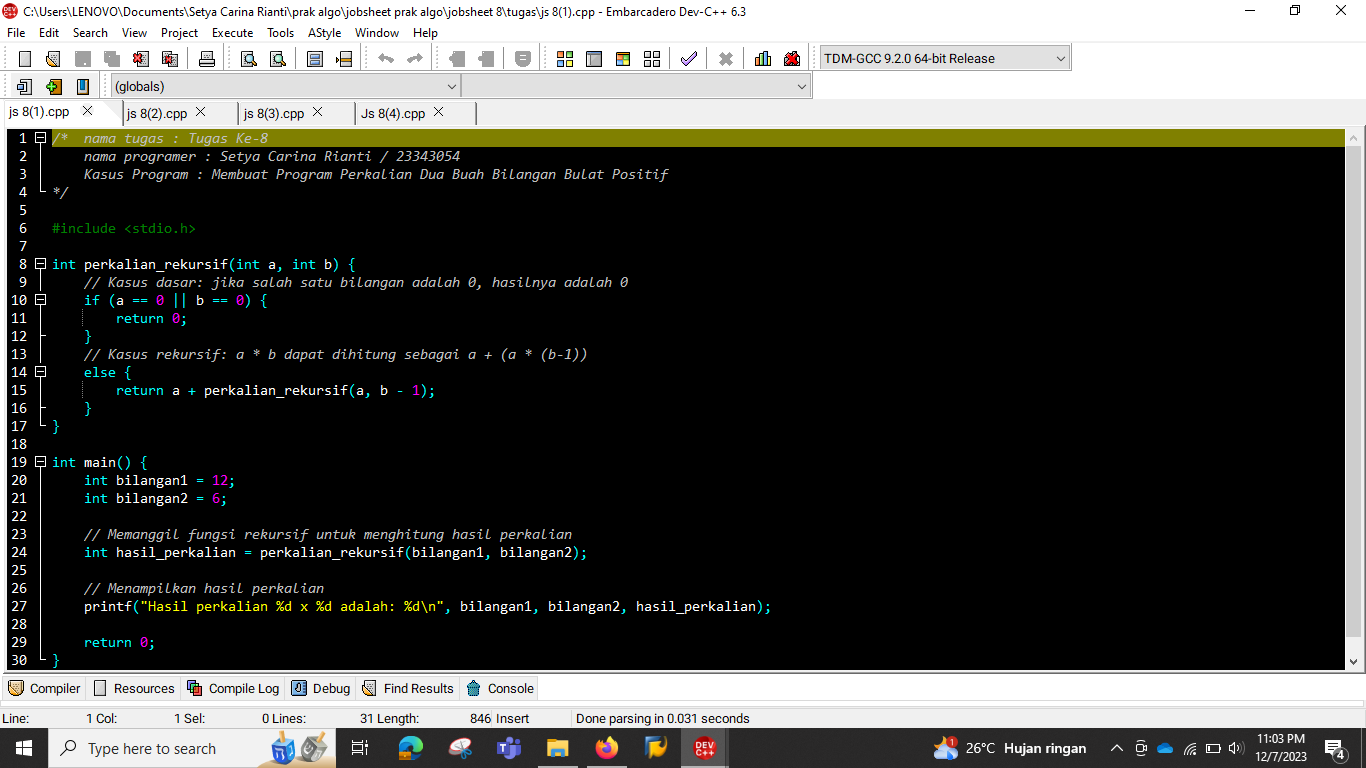 C:\Users\LENOVO\Documents\Setya Carina Rianti\prak algo\jobsheet prak algo\jobsheet 8\tugas\js 8(1).cpp - Embarcadero Dev-C++ 6.3
File Edit Search View Project Execute Tools AStyle Window Help
TDM-GCC 9.2.0 64-bit Release
(globals)
js 8(1).cpp js 8(2).cpp js 8(3).cpp Js 8(4).cpp
1 /*  nama tugas : Tugas Ke-8
2     nama programer : Setya Carina Rianti / 23343054
3     Kasus Program : Membuat Program Perkalian Dua Buah Bilangan Bulat Positif
4 */
5
6 #include <stdio.h>
7
8 int perkalian_rekursif(int a, int b) {
9     // Kasus dasar: jika salah satu bilangan adalah 0, hasilnya adalah 0
10     if (a == 0 || b == 0) {
11         return 0;
12     }
13     // Kasus rekursif: a * b dapat dihitung sebagai a + (a * (b-1))
14     else {
15         return a + perkalian_rekursif(a, b - 1);
16     }
17 }
18
19 int main() {
20     int bilangan1 = 12;
21     int bilangan2 = 6;
22
23     // Memanggil fungsi rekursif untuk menghitung hasil perkalian
24     int hasil_perkalian = perkalian_rekursif(bilangan1, bilangan2);
25
26     // Menampilkan hasil perkalian
27     printf("Hasil perkalian %d x %d adalah: %d\n", bilangan1, bilangan2, hasil_perkalian);
28
29     return 0;
30 }
Compiler Resources Compile Log Debug Find Results Console
Line: 1 Col: 1 Sel: 0 Lines: 31 Length: 846 Insert Done parsing in 0.031 seconds
Type here to search
DEV C++
1
26°C Hujan ringan
11:03 PM
12/7/2023
4